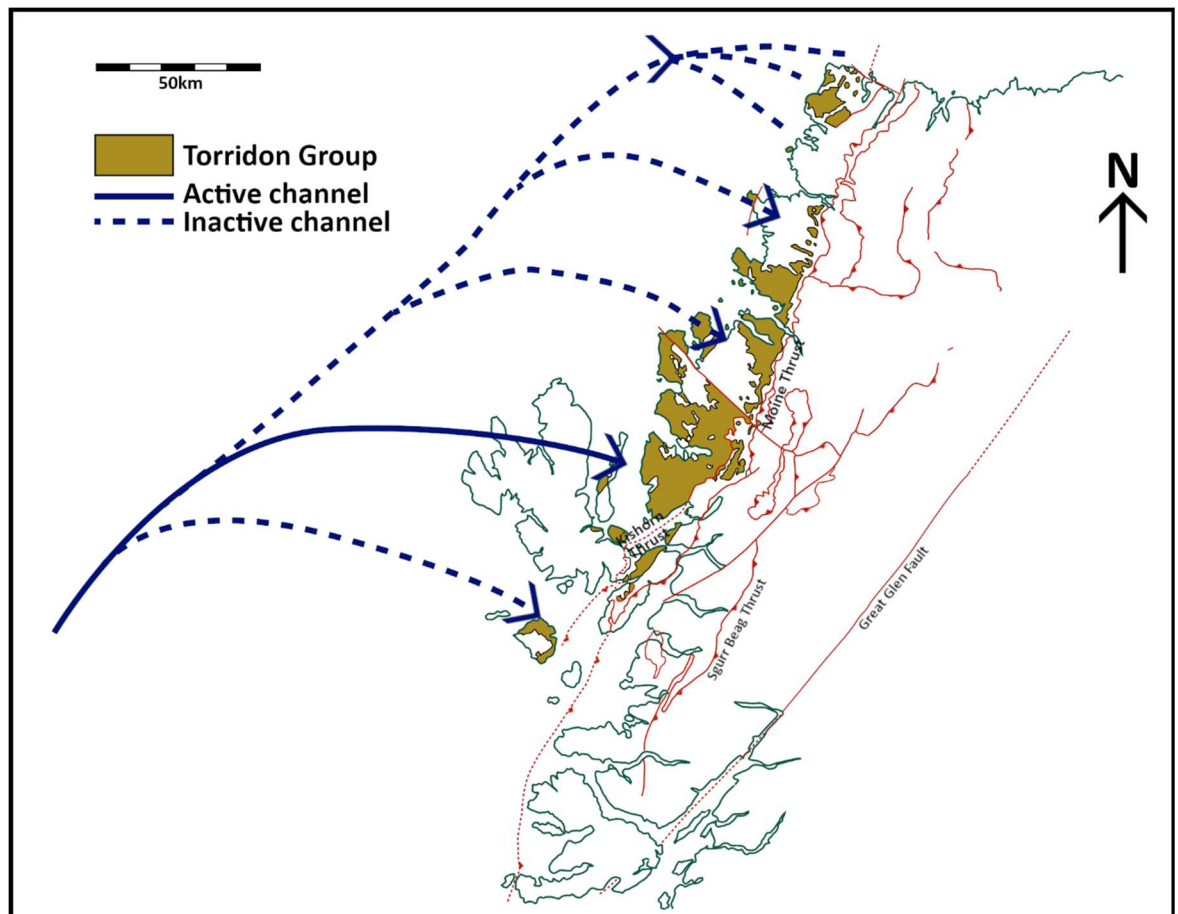 50km
Torridon Group
Active channel
Inactive channel
N
Moine Thrust
Kishorn
Thrust
Great Glen Fault
Sgurr Beag Thrust